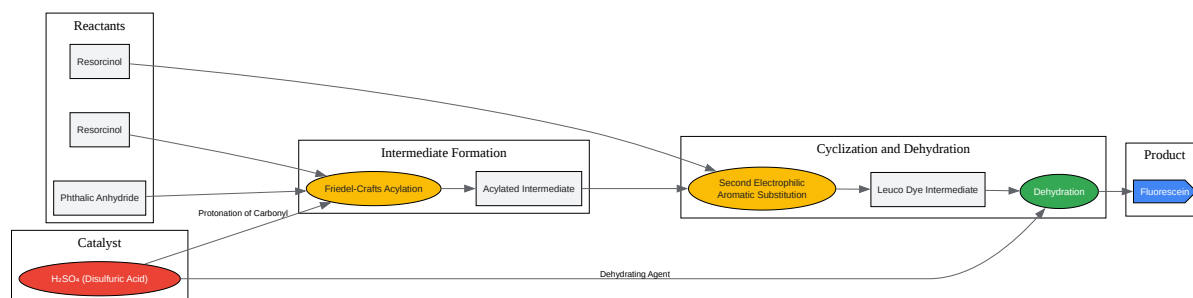 Reactants
Resorcinol
Resorcinol
Phthalic Anhydride
Catalyst
H₂SO₄ (Disulfuric Acid)
Protonation of Carbonyl
Dehydrating Agent
Intermediate Formation
Friedel-Crafts Acylation
Acylated Intermediate
Cyclization and Dehydration
Second Electrophilic
Aromatic Substitution
Leuco Dye Intermediate
Dehydration
Product
Fluorescein